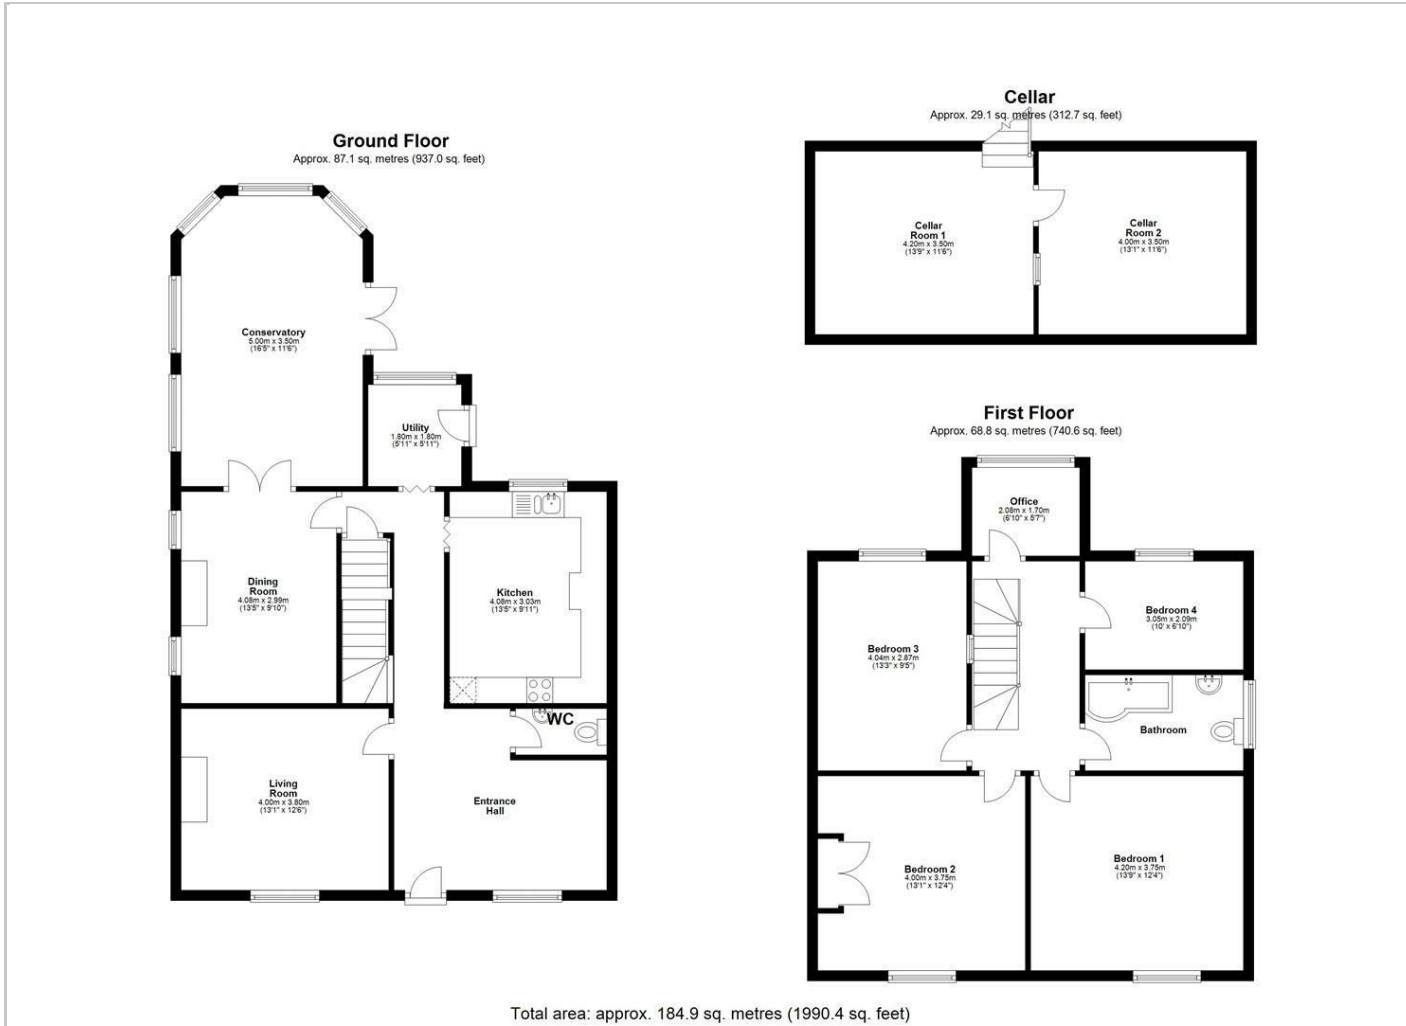 Ground Floor
Approx. 87.1 sq. metres (937.0 sq. feet)
Conservatory
5.00m x 3.50m
(16'5" x 11'6")
Utility
1.80m x 1.80m
(5'11" x 5'11")
Dining
Room
4.08m x 2.99m
(13'5" x 9'10")
Kitchen
4.08m x 3.03m
(13'5" x 9'11")
WC
Living
Room
4.00m x 3.80m
(13'1" x 12'6")
Entrance
Hall
Cellar
Approx. 29.1 sq. metres (312.7 sq. feet)
Cellar
Room 1
4.20m x 3.50m
(13'9" x 11'6")
Cellar
Room 2
4.00m x 3.50m
(13'1" x 11'6")
First Floor
Approx. 68.8 sq. metres (740.6 sq. feet)
Office
2.08m x 1.70m
(6'10" x 5'7")
Bedroom 4
3.05m x 2.09m
(10' x 6'10")
Bedroom 3
4.04m x 2.87m
(13'3" x 9'5")
Bathroom
Bedroom 2
4.00m x 3.75m
(13'1" x 12'4")
Bedroom 1
4.20m x 3.75m
(13'9" x 12'4")
Total area: approx. 184.9 sq. metres (1990.4 sq. feet)